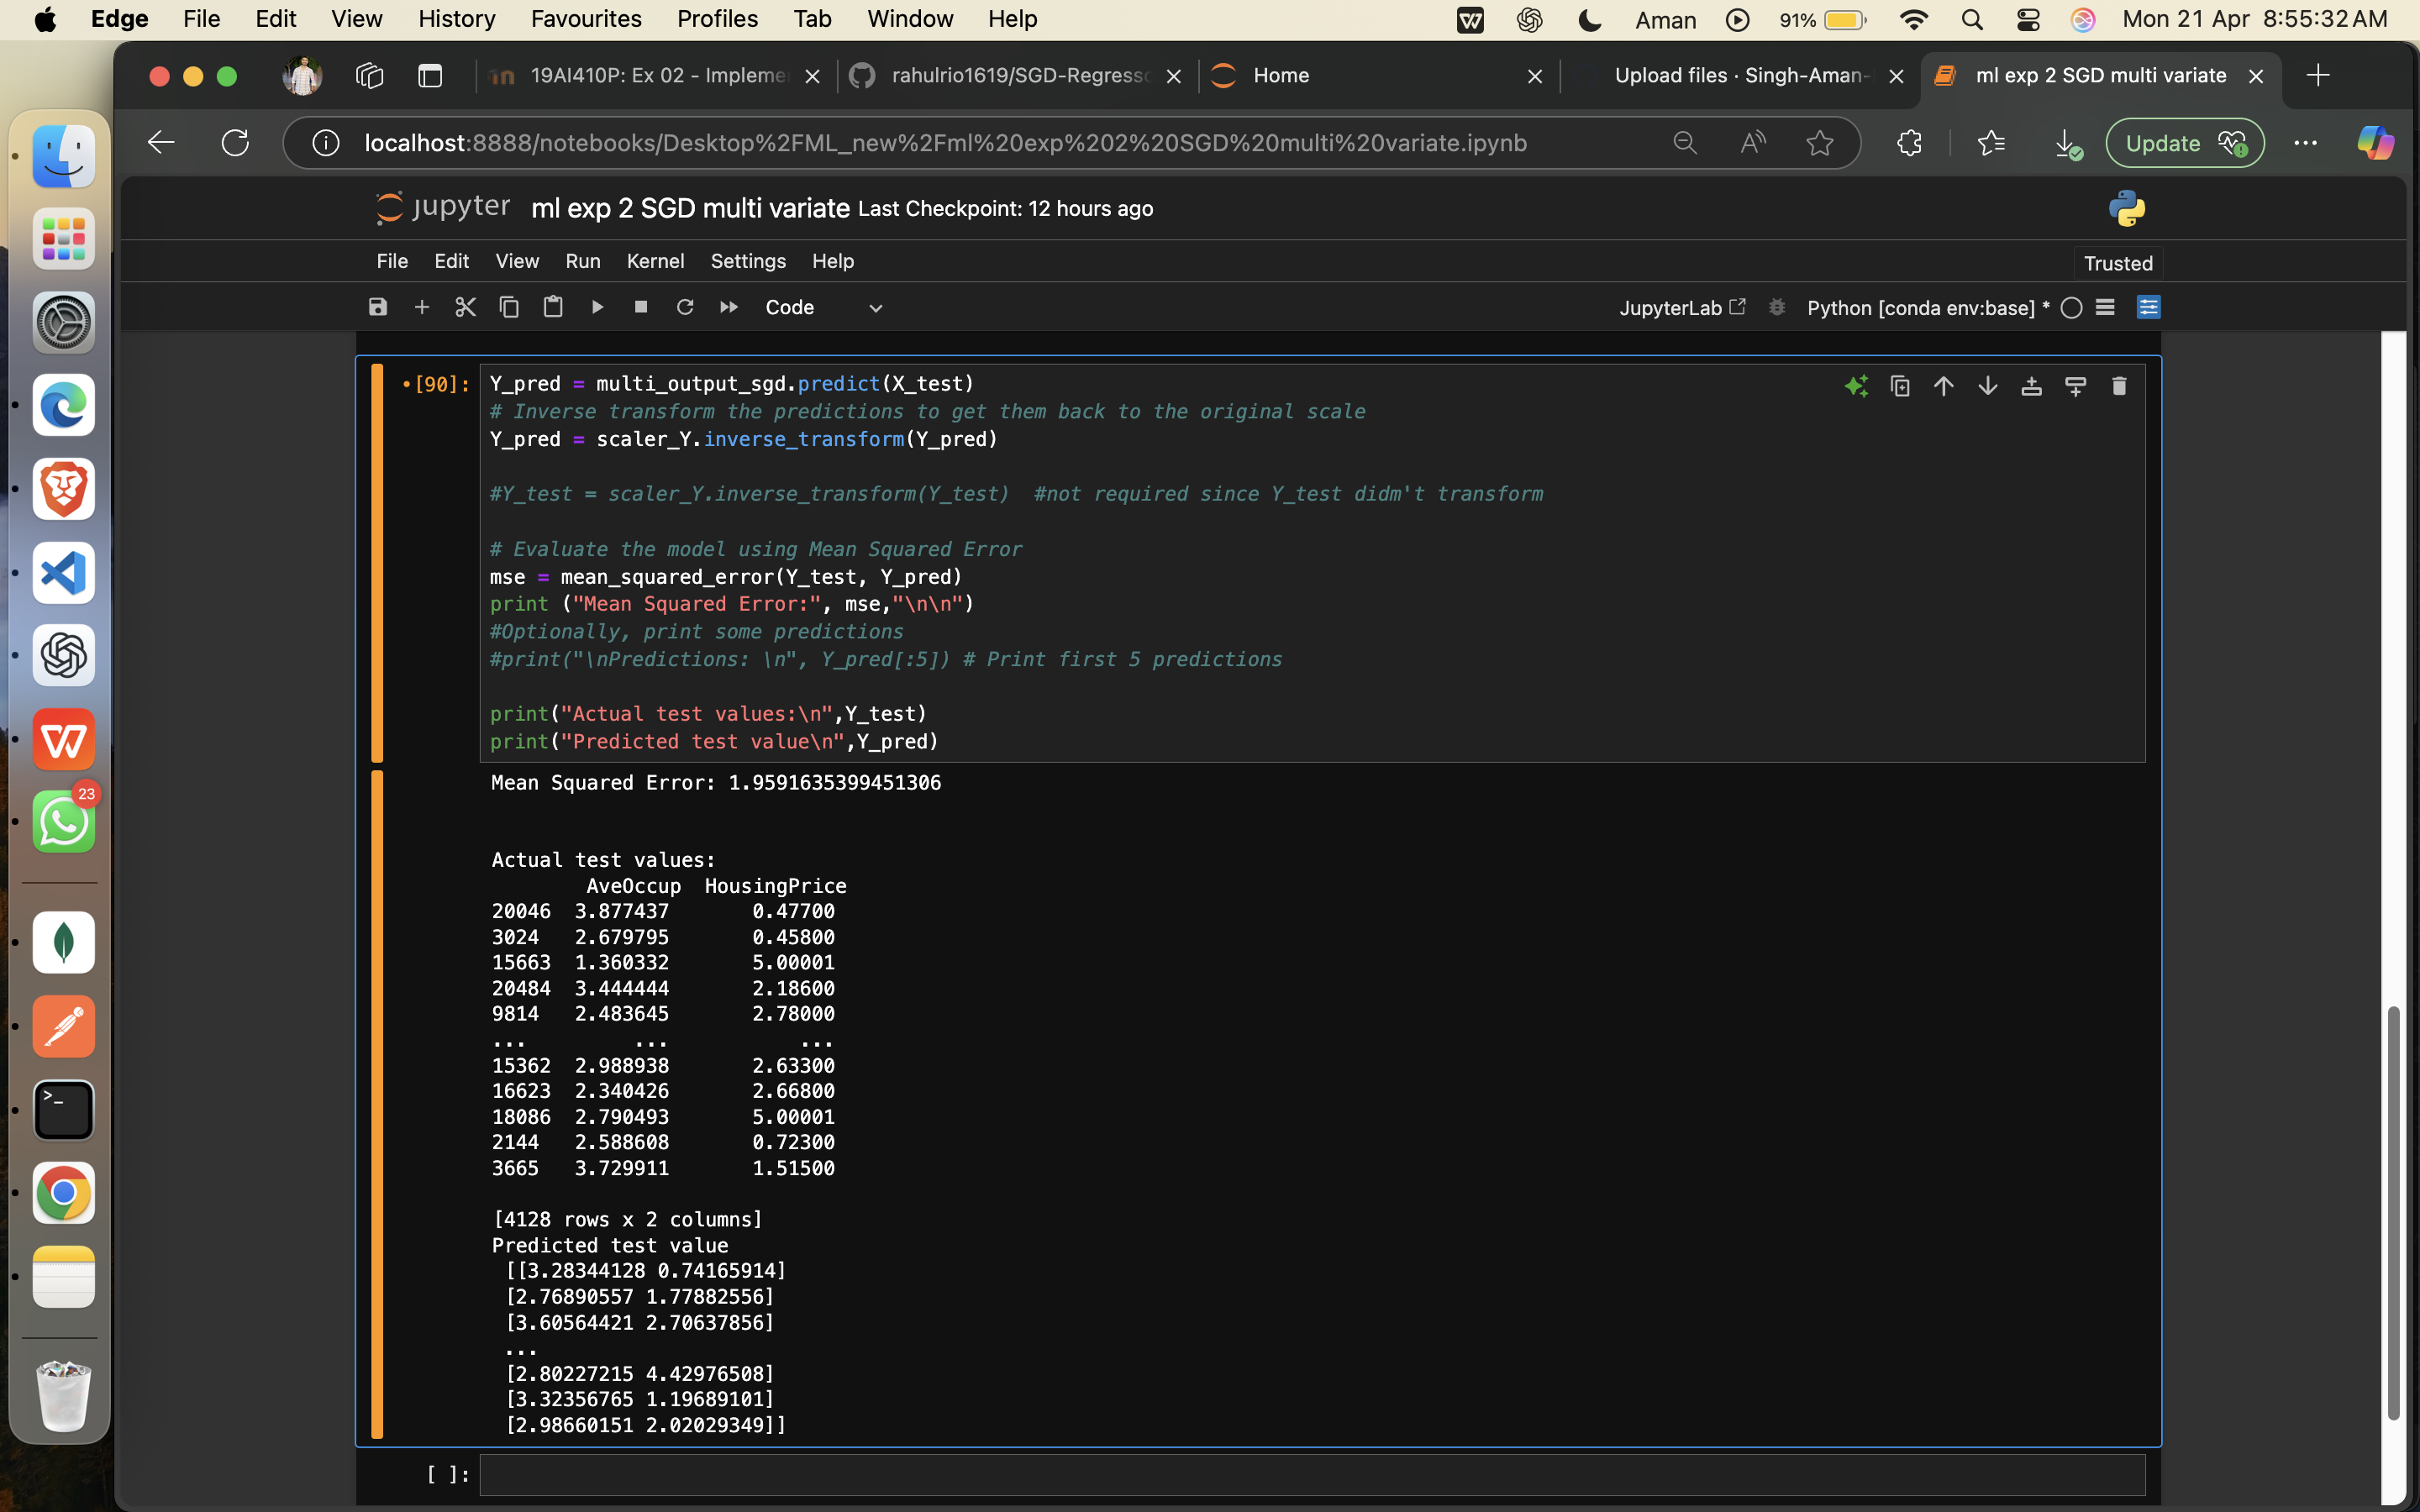 Edge File Edit View History Favourites Profiles Tab Window Help Aman 91% Mon 21 Apr 8:55:32 AM
19AI410P: Ex 02 - Impleme rahulrio1619/SGD-Regress Home Upload files · Singh-Aman- ml exp 2 SGD multi variate
localhost:8888/notebooks/Desktop%2FML_new%2Fml%20exp%202%20SGD%20multi%20variate.ipynb Update
jupyter ml exp 2 SGD multi variate Last Checkpoint: 12 hours ago
File Edit View Run Kernel Settings Help Trusted
Code JupyterLab Python [conda env:base] *
•[90]: Y_pred = multi_output_sgd.predict(X_test)
# Inverse transform the predictions to get them back to the original scale
Y_pred = scaler_Y.inverse_transform(Y_pred)
#Y_test = scaler_Y.inverse_transform(Y_test)  #not required since Y_test didm't transform
# Evaluate the model using Mean Squared Error
mse = mean_squared_error(Y_test, Y_pred)
print ("Mean Squared Error:", mse,"\n\n")
#Optionally, print some predictions
#print("\nPredictions: \n", Y_pred[:5]) # Print first 5 predictions
print("Actual test values:\n",Y_test)
print("Predicted test value\n",Y_pred)
Mean Squared Error: 1.9591635399451306
Actual test values:
AveOccup  HousingPrice
20046  3.877437       0.47700
3024   2.679795       0.45800
15663  1.360332       5.00001
20484  3.444444       2.18600
9814   2.483645       2.78000
...         ...           ...
15362  2.988938       2.63300
16623  2.340426       2.66800
18086  2.790493       5.00001
2144   2.588608       0.72300
3665   3.729911       1.51500
[4128 rows x 2 columns]
Predicted test value
[[3.28344128 0.74165914]
[2.76890557 1.77882556]
[3.60564421 2.70637856]
...
[2.80227215 4.42976508]
[3.32356765 1.19689101]
[2.98660151 2.02029349]]
[ ]:
23